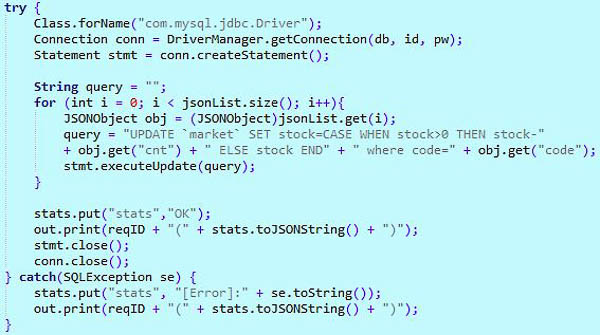 try {
    Class.forName("com.mysql.jdbc.Driver");
    Connection conn = DriverManager.getConnection(db, id, pw);
    Statement stmt = conn.createStatement();

    String query = "";
    for (int i = 0; i < jsonList.size(); i++){
        JSONObject obj = (JSONObject)jsonList.get(i);
        query = "UPDATE `market` SET stock=CASE WHEN stock>0 THEN stock-"
        + obj.get("cnt") + " ELSE stock END" + " where code=" + obj.get("code");
        stmt.executeUpdate(query);
    }

    stats.put("stats","OK");
    out.print(reqID + "(" + stats.toJSONString() + ")");
    stmt.close();
    conn.close();
} catch(SQLException se) {
    stats.put("stats", "[Error]:" + se.toString());
    out.print(reqID + "(" + stats.toJSONString() + ")");
}